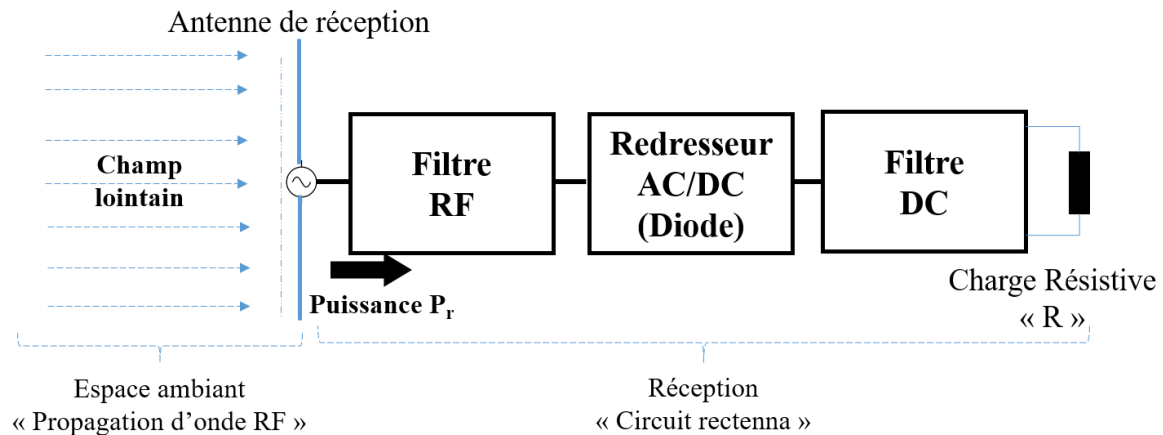 Antenne de réception
Champ
lointain
Filtre
RF
Redresseur
AC/DC
(Diode)
Filtre
DC
Puissance Pr
Charge Résistive
« R »
Espace ambiant
« Propagation d’onde RF »
Réception
« Circuit rectenna »